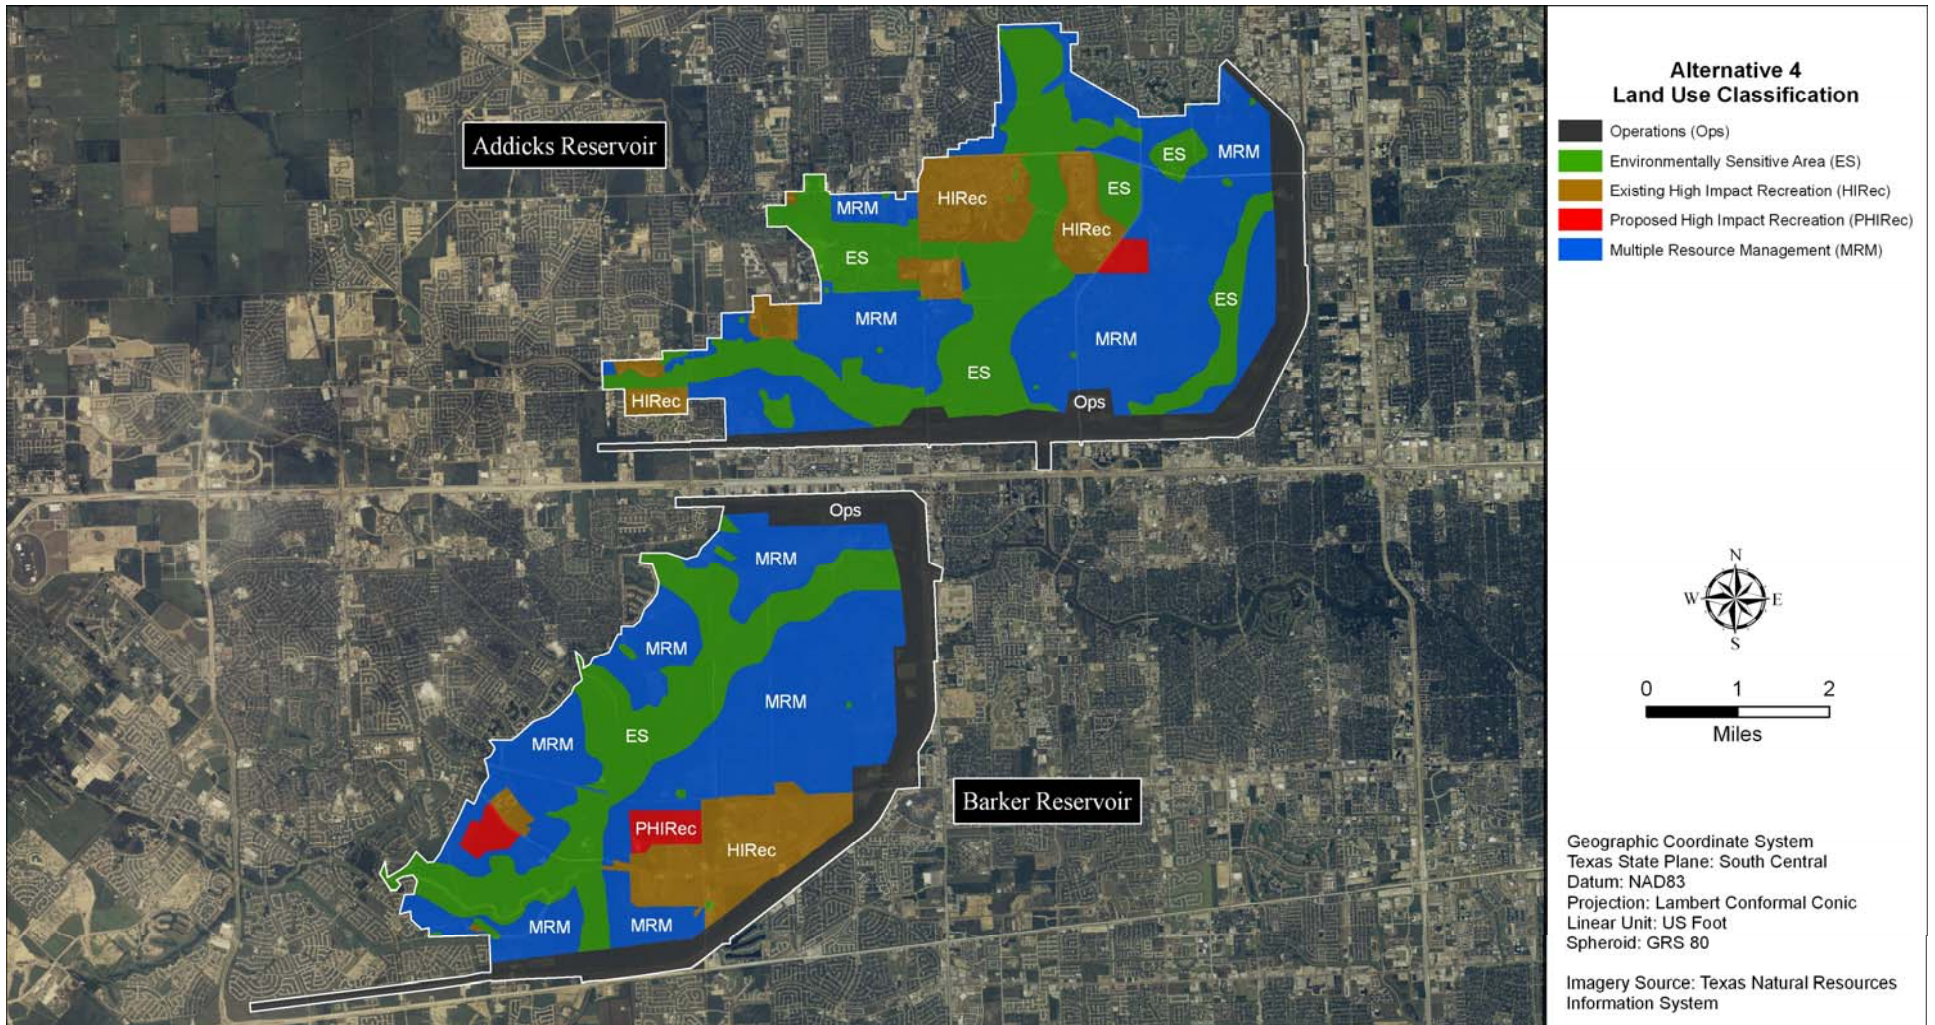 Alternative 4
Land Use Classification
Operations (Ops)
Environmentally Sensitive Area (ES)
Existing High Impact Recreation (HIRec)
Proposed High Impact Recreation (PHIRec)
Multiple Resource Management (MRM)
Addicks Reservoir
ES
MRM
ES
HIRec
MRM
HIRec
ES
ES
MRM
MRM
ES
HIRec
Ops
Ops
MRM
MRM
MRM
ES
MRM
Barker Reservoir
PHIRec
HIRec
MRM
MRM
N
W
E
S
0 1 2
Miles
Geographic Coordinate System
Texas State Plane: South Central
Datum: NAD83
Projection: Lambert Conformal Conic
Linear Unit: US Foot
Spheroid: GRS 80
Imagery Source: Texas Natural Resources
Information System